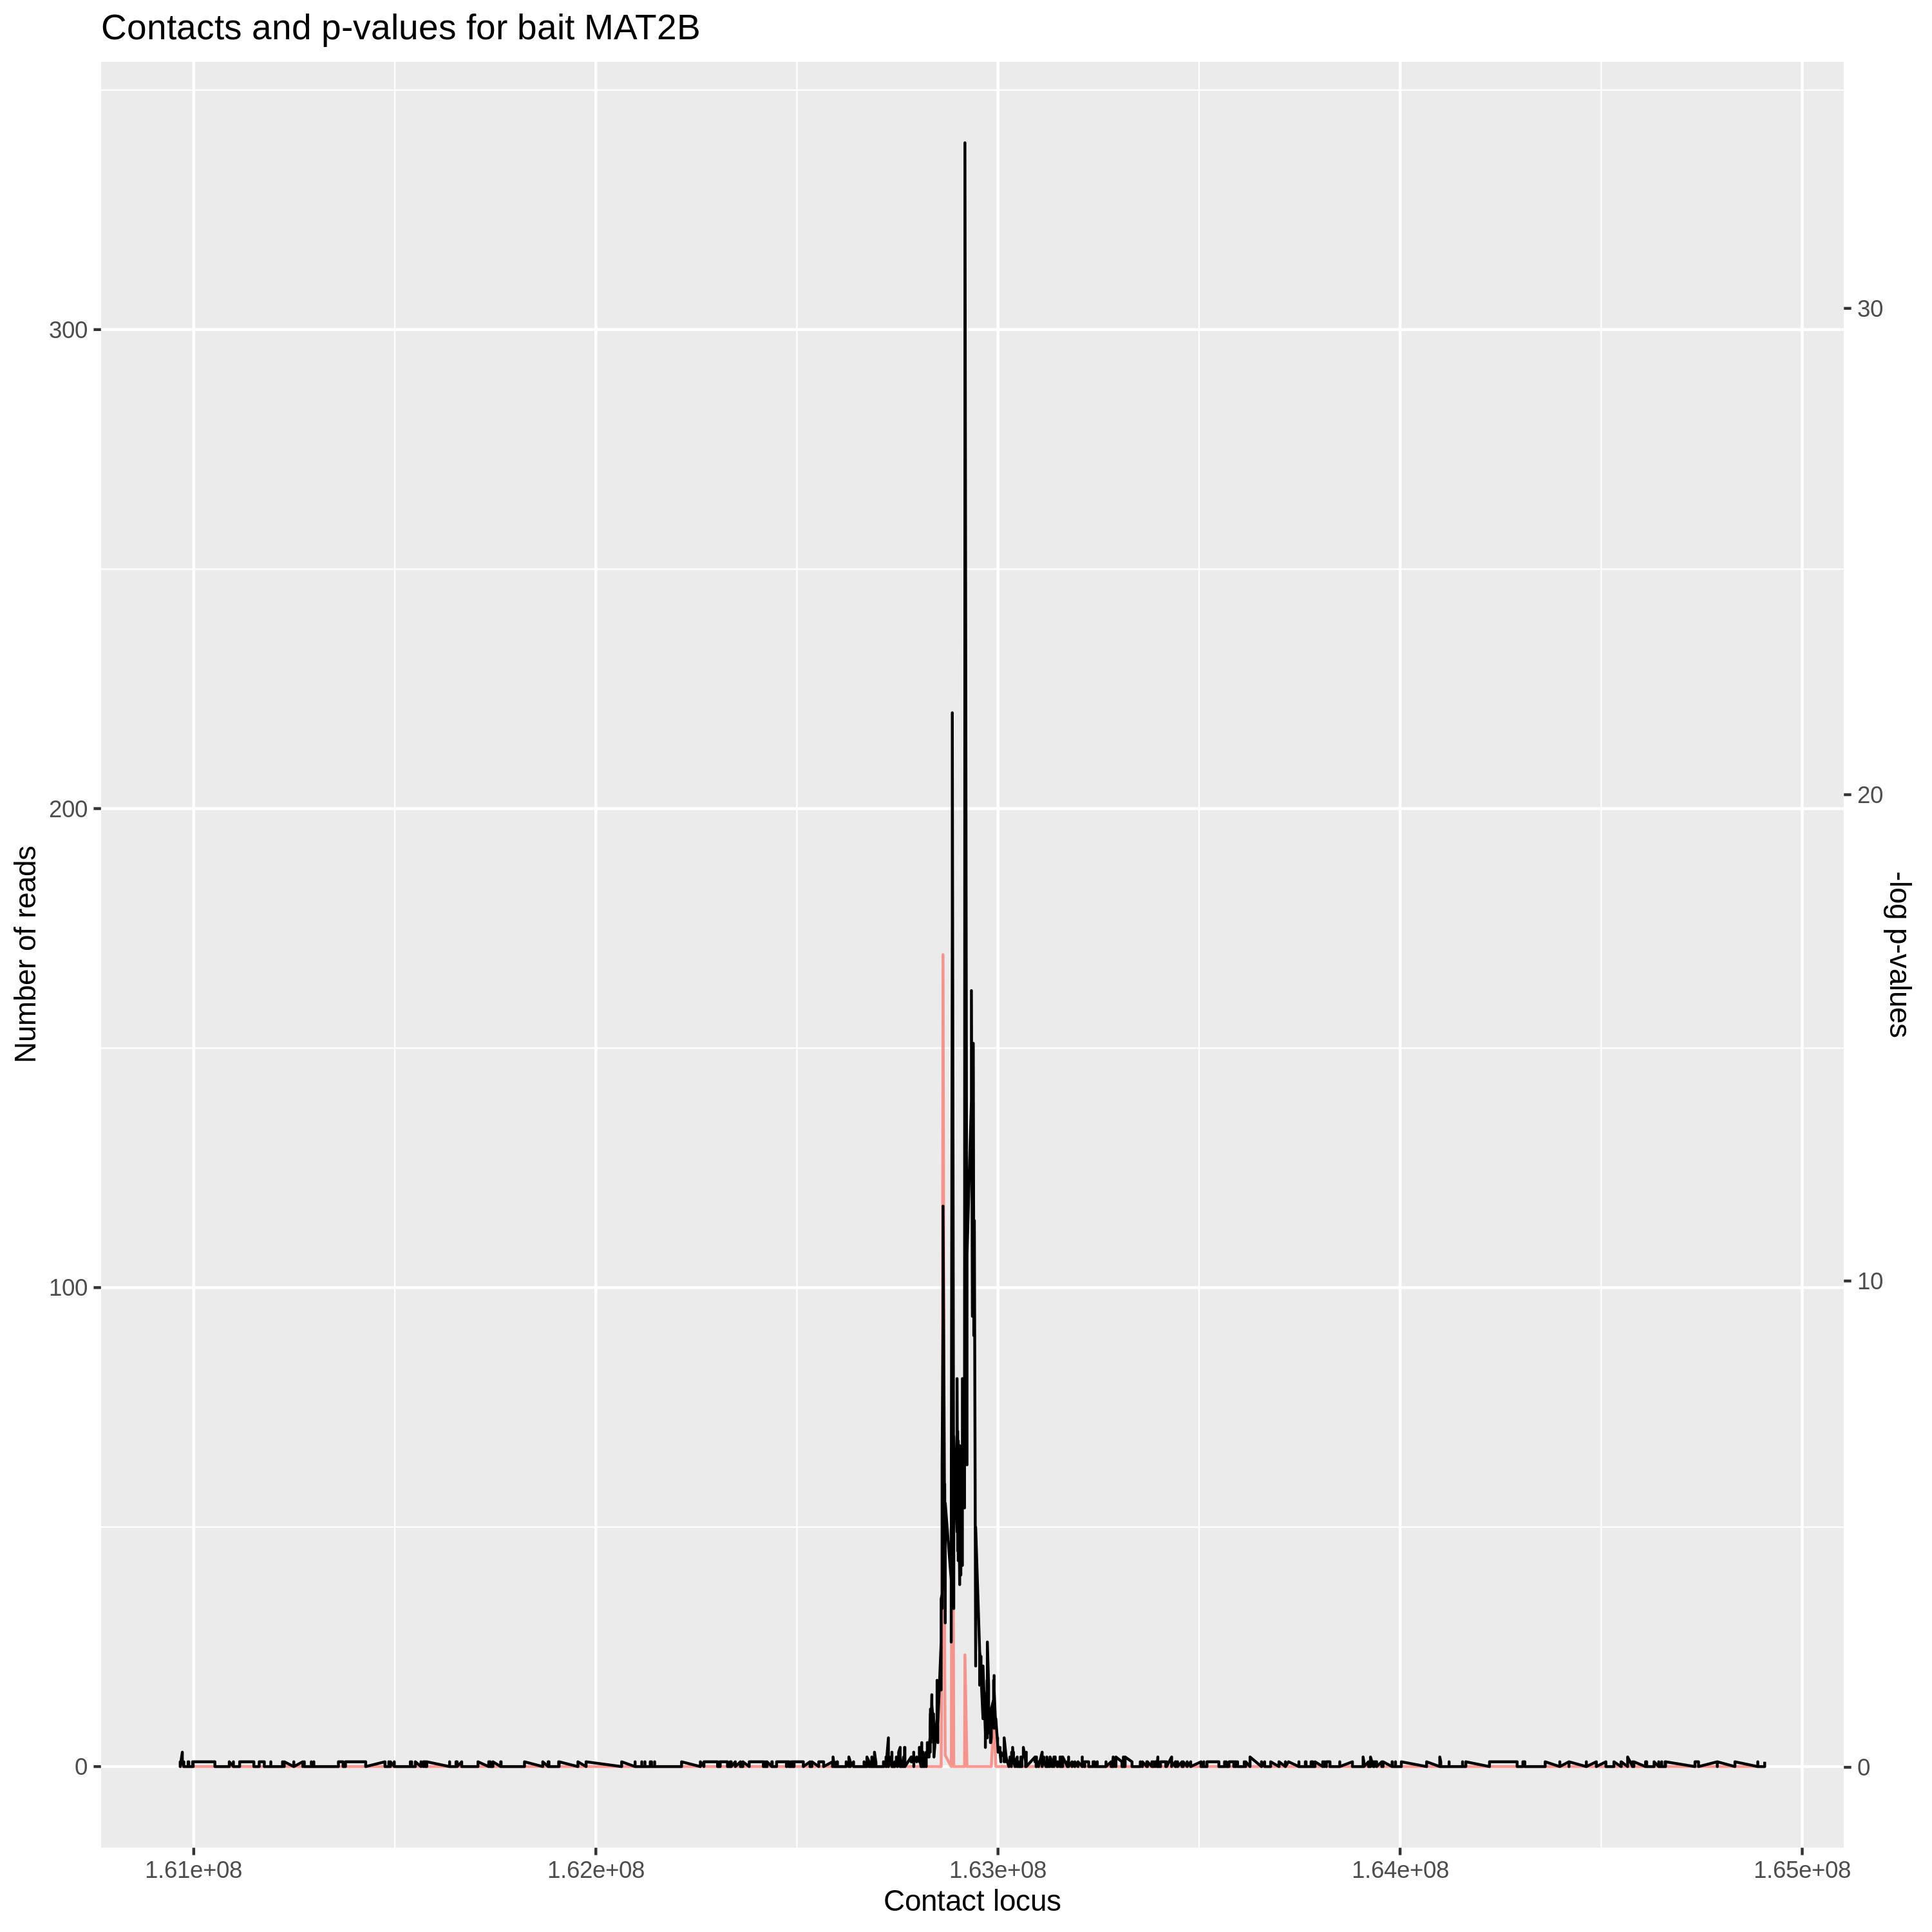 Contacts and p-values for bait MAT2B
300
200
100
0
30
20
10
0
Number of reads
-log p-values
1.61e+08
1.62e+08
1.63e+08
1.64e+08
1.65e+08
Contact locus